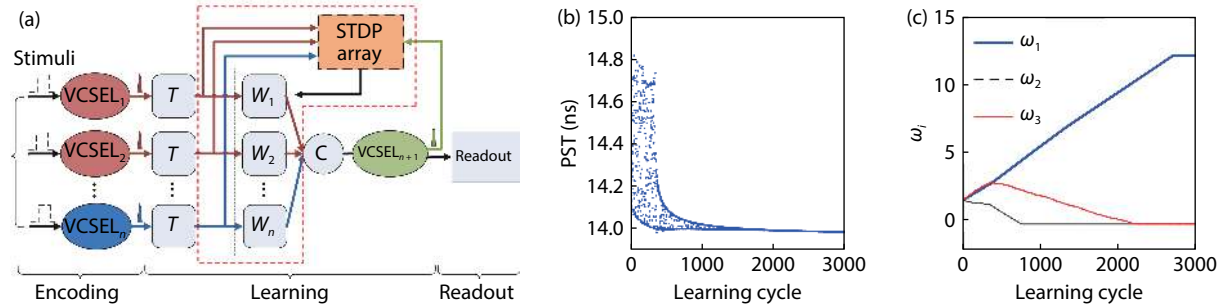 (a)
Stimuli
STDP
array
VCSEL₁
T
W₁
VCSEL₂
T
W₂
C
VCSELₙ₊₁
Readout
VCSELₙ
T
Wₙ
Encoding
Learning
Readout
(b)
15.0
14.8
14.6
14.4
14.2
14.0
PST (ns)
0
1000
2000
3000
Learning cycle
(c)
15
10
5
0
ωᵢ
ω₁
ω₂
ω₃
0
1000
2000
3000
Learning cycle